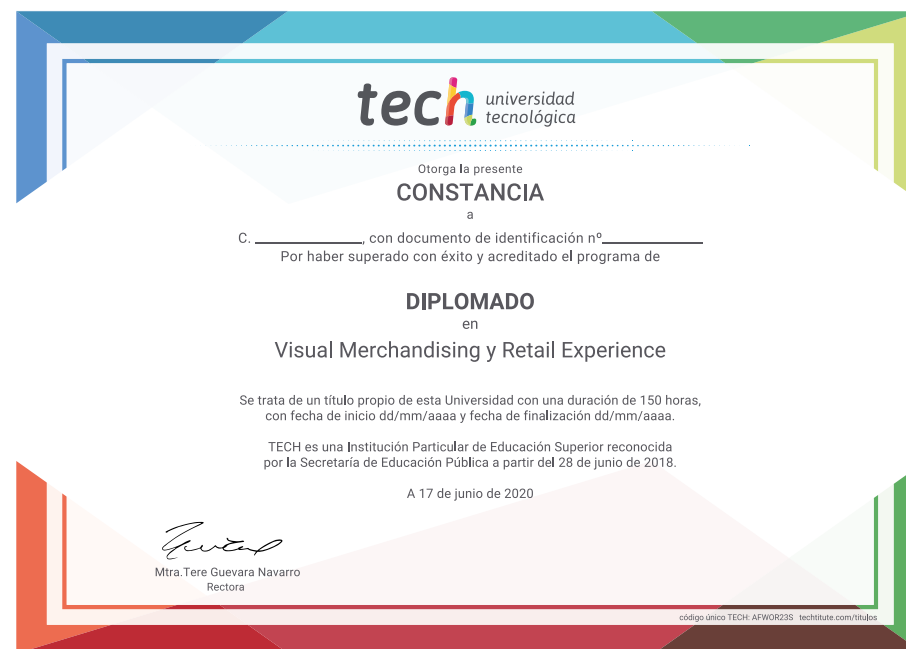 tech universidad
tecnológica
Otorga la presente
CONSTANCIA
a
C. ____________, con documento de identificación nº____________
Por haber superado con éxito y acreditado el programa de
DIPLOMADO
en
Visual Merchandising y Retail Experience
Se trata de un título propio de esta Universidad con una duración de 150 horas,
con fecha de inicio dd/mm/aaaa y fecha de finalización dd/mm/aaaa.
TECH es una Institución Particular de Educación Superior reconocida
por la Secretaría de Educación Pública a partir del 28 de junio de 2018.
A 17 de junio de 2020
Mtra.Tere Guevara Navarro
Rectora
código único TECH: AFWOR23S techtitute.com/titulos